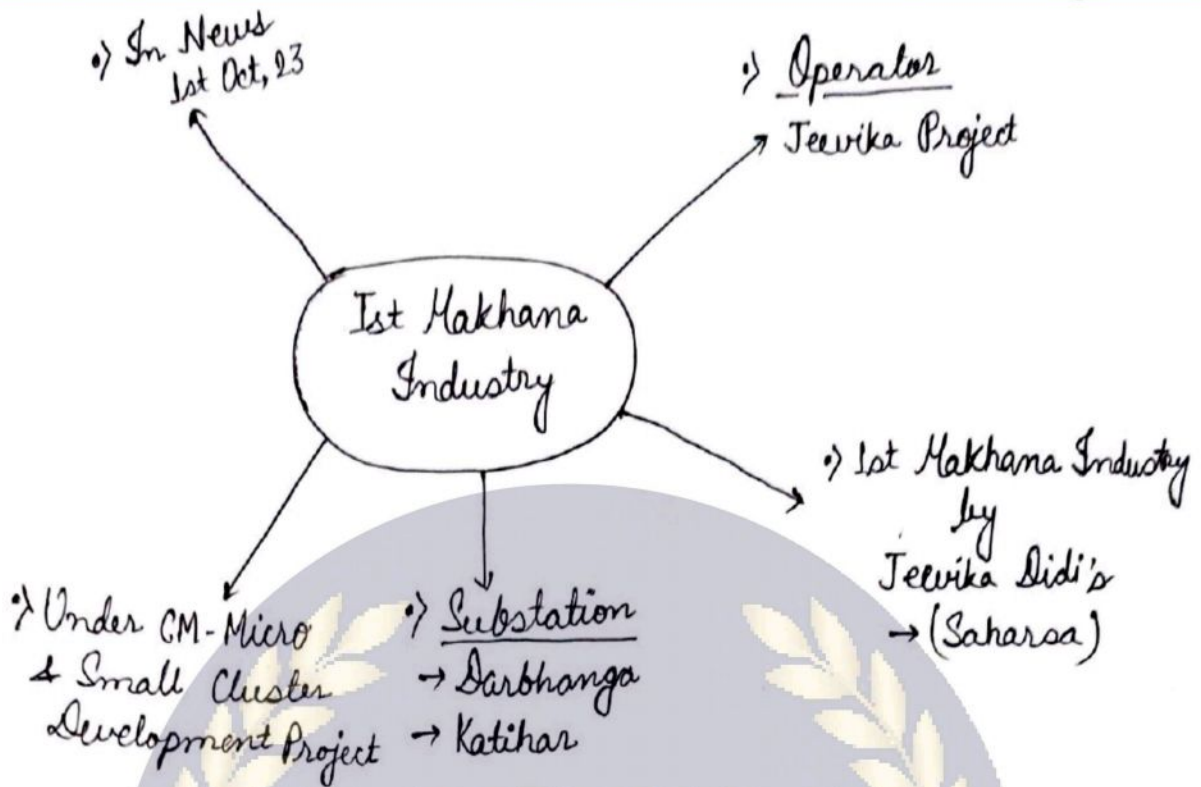 •) In News
1st Oct, 23
•) Operator
Jeevika Project
Ist Makhana
Industry
•) 1st Makhana Industry
by
Jeevika Didi's
→ (Saharsa)
•) Under CM-Micro
& Small Cluster
Development Project
•) Substation
→ Darbhanga
→ Katihar